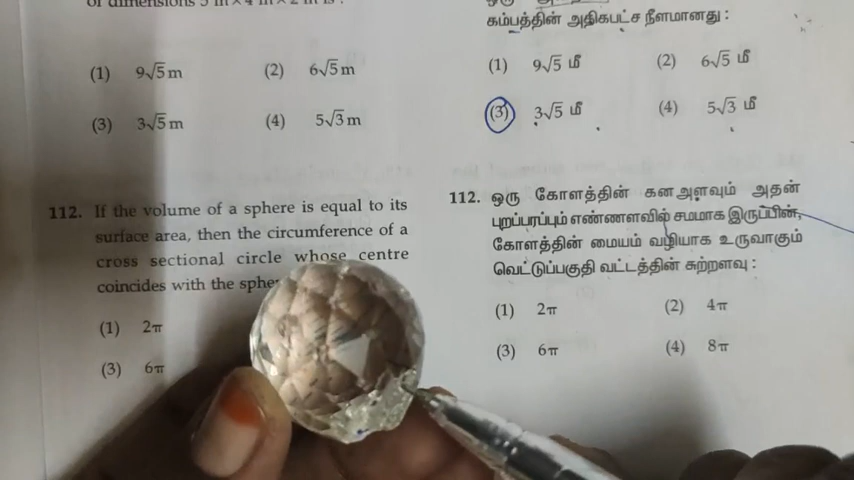 of dimensions 5 m × 4 m × 2 m is :
(1) 9√5 m (2) 6√5 m
(3) 3√5 m (4) 5√3 m
112. If the volume of a sphere is equal to its
surface area, then the circumference of a
cross sectional circle whose centre
coincides with the
(1) 2π
(3) 6π
கம்பத்தின் அதிகபட்ச நீளமானது :
(1) 9√5 மீ (2) 6√5 மீ
(3) 3√5 மீ (4) 5√3 மீ
112. ஒரு கோளத்தின் கன அளவும் அதன்
புறப்பரப்பும் எண்ணளவில் சமமாக இருப்பின்,
கோளத்தின் மையம் வழியாக உருவாகும்
வெட்டுப்பகுதி வட்டத்தின் சுற்றளவு :
(1) 2π (2) 4π
(3) 6π (4) 8π